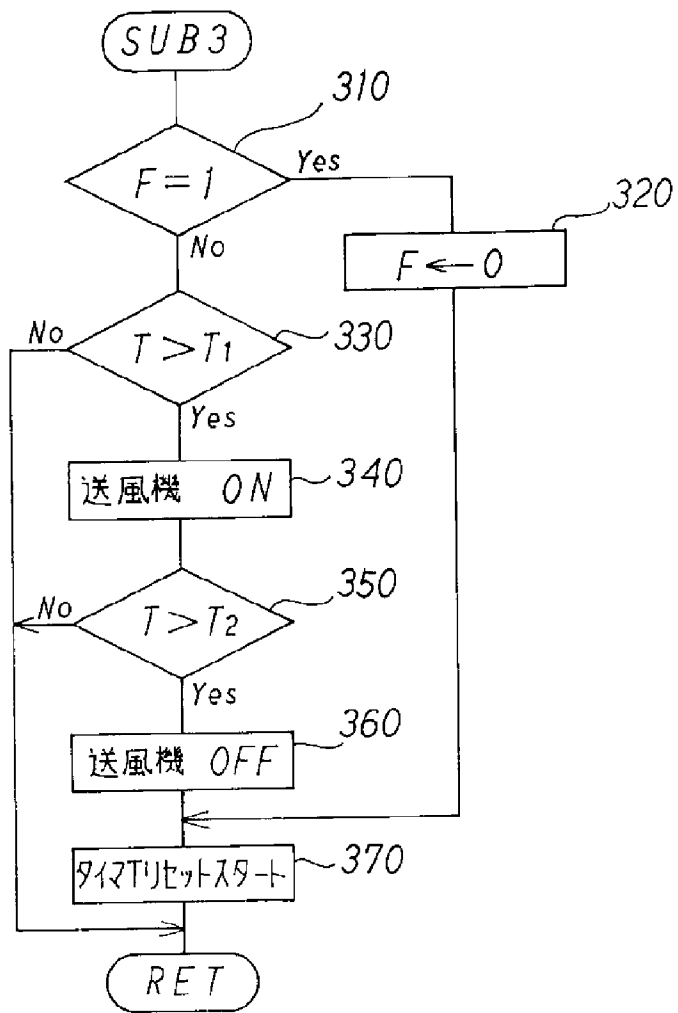 SUB3
310
F=1
Yes
No
320
F←0
330
T>T1
No
Yes
送風機 ON
340
350
T>T2
No
Yes
送風機 OFF
360
タイマTリセットスタート
370
RET